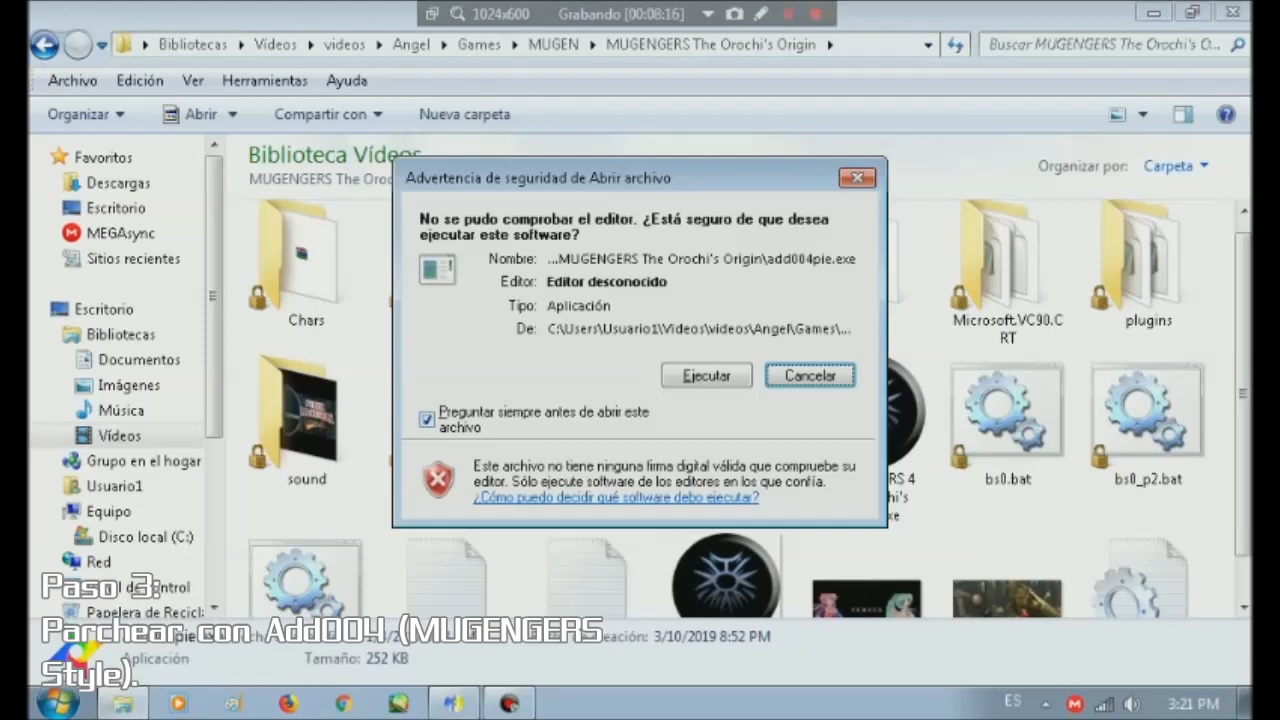 1024x600 Grabando [00:08:16]
Bibliotecas Vídeos videos Angel Games MUGEN MUGENGERS The Orochi's Origin
Buscar MUGENGERS The Orochi's O...
Archivo Edición Ver Herramientas Ayuda
Organizar Abrir Compartir con Nueva carpeta
Favoritos
Descargas
Escritorio
MEGAsync
Sitios recientes
Escritorio
Bibliotecas
Documentos
Imágenes
Música
Vídeos
Grupo en el hogar
Usuario1
Equipo
Disco local (C:)
Red
Biblioteca Vídeos
MUGENGERS The
Organizar por: Carpeta
Chars
Microsoft.VC90.C
RT
plugins
sound
bs0.bat
bs0_p2.bat
Advertencia de seguridad de Abrir archivo
No se pudo comprobar el editor. ¿Está seguro de que desea
ejecutar este software?
Nombre: ...MUGENGERS The Orochi's Origin\add004pie.exe
Editor: Editor desconocido
Tipo: Aplicación
De: C:\Users\Usuario1\Videos\videos\Angel\Games\...
Ejecutar Cancelar
Preguntar siempre antes de abrir este
archivo
Este archivo no tiene ninguna firma digital válida que compruebe su
editor. Sólo ejecute software de los editores en los que confía.
¿Cómo puedo decidir qué software debo ejecutar?
Paso 3:
Parchear con Add004 (MUGENGERS
Style).
3/10/2019 8:52 PM
Aplicación Tamaño: 252 KB
ES
3:21 PM